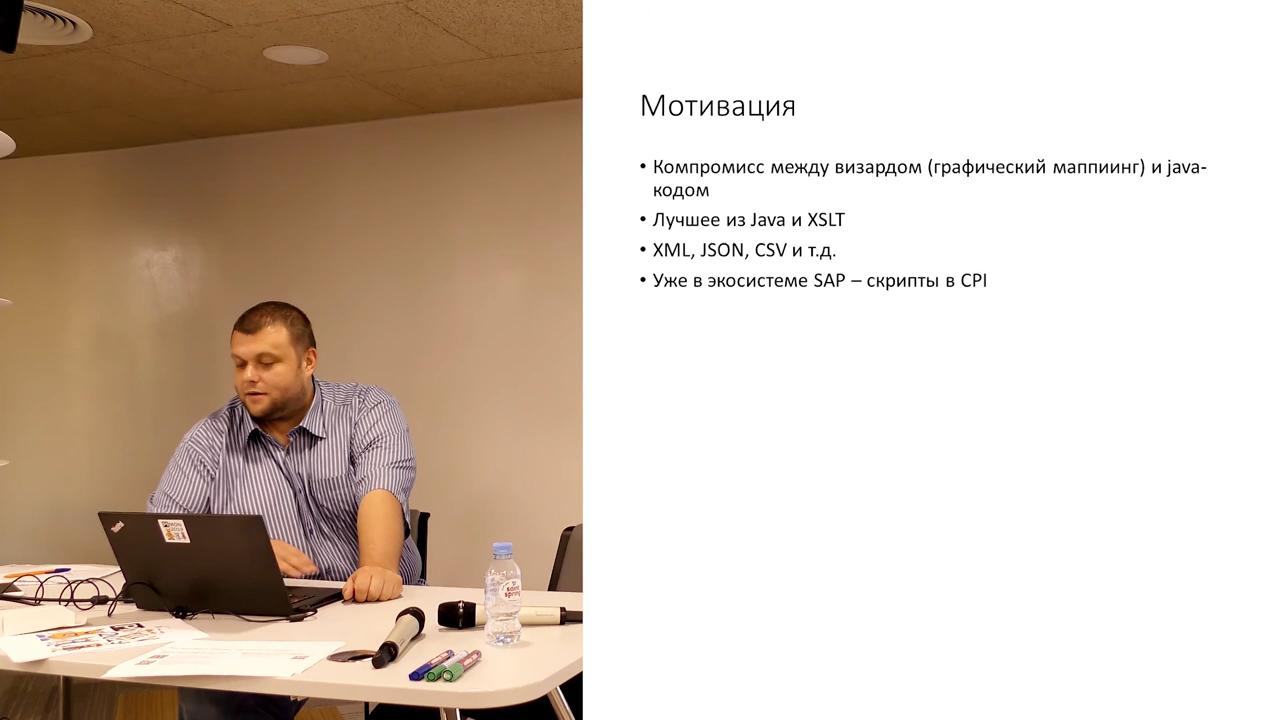 Мотивация
• Компромисс между визардом (графический маппиинг) и java-
кодом
• Лучшее из Java и XSLT
• XML, JSON, CSV и т.д.
• Уже в экосистеме SAP – скрипты в CPI
ThinkPad